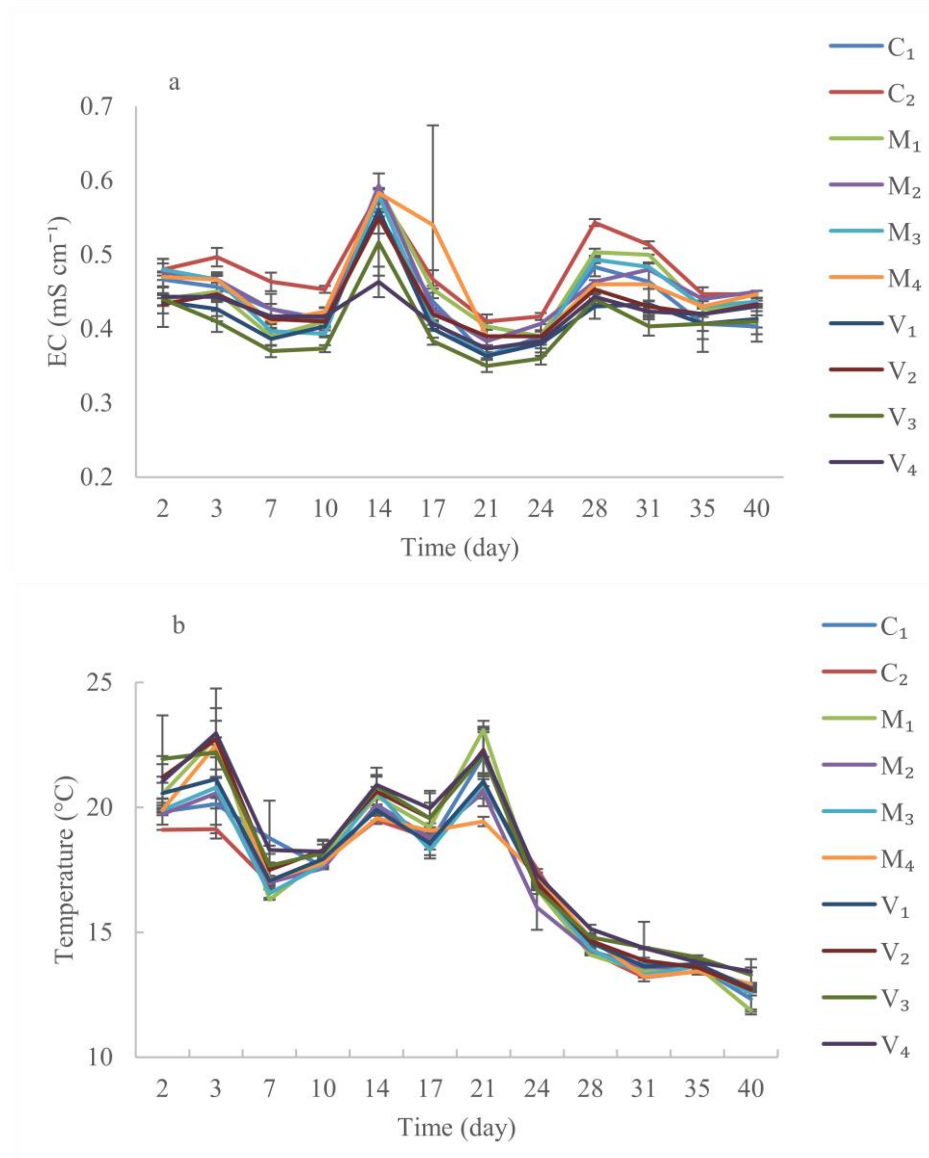 a
EC (mS cm⁻¹)
0.7
0.6
0.5
0.4
0.3
0.2
2 3 7 10 14 17 21 24 28 31 35 40
Time (day)
C₁
C₂
M₁
M₂
M₃
M₄
V₁
V₂
V₃
V₄
b
Temperature (°C)
25
20
15
10
2 3 7 10 14 17 21 24 28 31 35 40
Time (day)
C₁
C₂
M₁
M₂
M₃
M₄
V₁
V₂
V₃
V₄